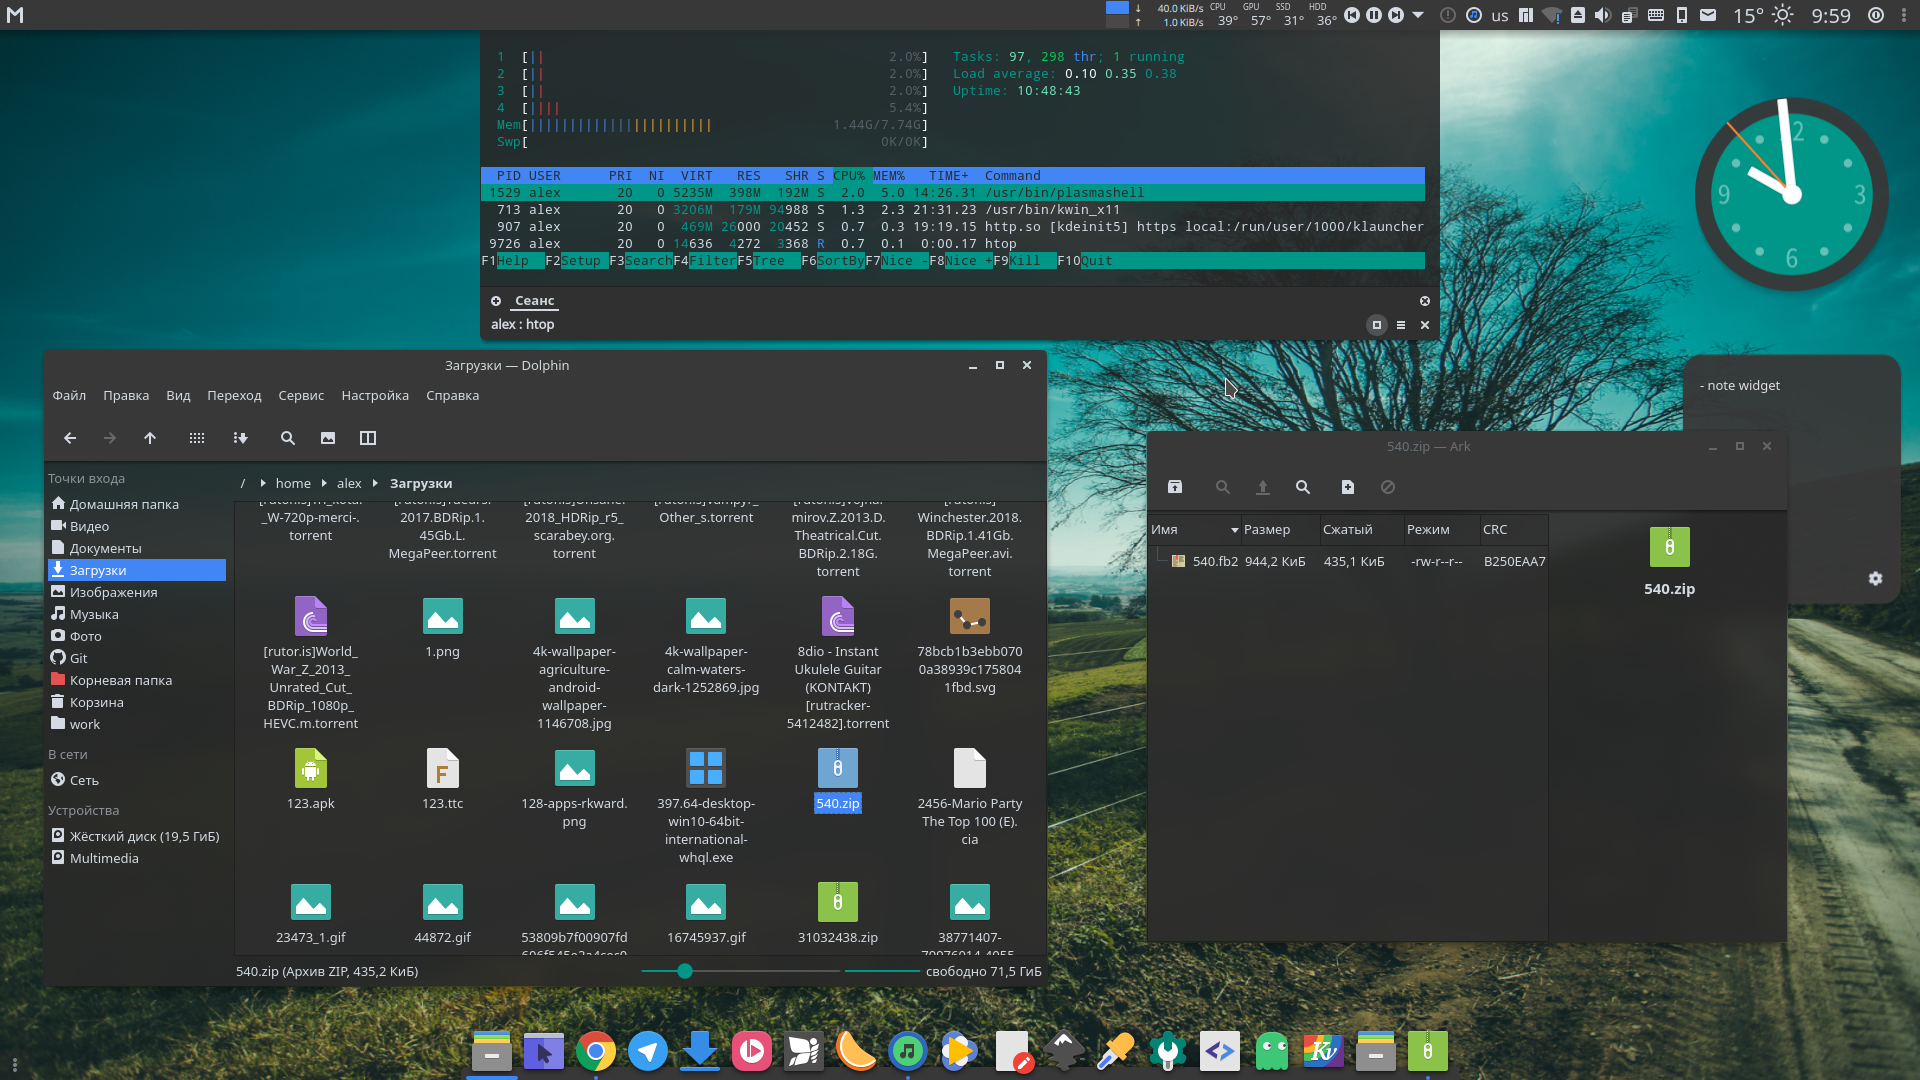 40.0 KiB/s CPU GPU SSD HDD
1.0 KiB/s 39° 57° 31° 36°
us 15° 9:59
1 [|| 2.0%] Tasks: 97, 298 thr; 1 running
2 [|| 2.0%] Load average: 0.10 0.35 0.38
3 [|| 2.0%] Uptime: 10:48:43
4 [|||| 5.4%]
Mem[||||||||||||||||||||||| 1.44G/7.74G]
Swp[ 0K/0K]
PID USER PRI NI VIRT RES SHR S CPU% MEM% TIME+ Command
1529 alex 20 0 5235M 398M 192M S 2.0 5.0 14:26.31 /usr/bin/plasmashell
713 alex 20 0 3206M 179M 94988 S 1.3 2.3 21:31.23 /usr/bin/kwin_x11
907 alex 20 0 469M 26000 20452 S 0.7 0.3 19:19.15 http.so [kdeinit5] https local:/run/user/1000/klauncher
9726 alex 20 0 14636 4272 3368 R 0.7 0.1 0:00.17 htop
F1Help F2Setup F3SearchF4FilterF5Tree F6SortByF7Nice -F8Nice +F9Kill F10Quit
Сеанс
alex : htop
12
3
6
9
- note widget
Загрузки — Dolphin
Файл Правка Вид Переход Сервис Настройка Справка
Точки входа
Домашняя папка
Видео
Документы
Загрузки
Изображения
Музыка
Фото
Git
Корневая папка
Корзина
work
В сети
Сеть
Устройства
Жёсткий диск (19,5 ГиБ)
Multimedia
/ home alex Загрузки
_W-720p-merci-.
torrent
2017.BDRip.1.
45Gb.L.
MegaPeer.torrent
2018_HDRip_r5_
scarabey.org.
torrent
Other_s.torrent
mirov.Z.2013.D.
Theatrical.Cut.
BDRip.2.18G.
torrent
Winchester.2018.
BDRip.1.41Gb.
MegaPeer.avi.
torrent
[rutor.is]World_
War_Z_2013_
Unrated_Cut_
BDRip_1080p_
HEVC.m.torrent
1.png
4k-wallpaper-
agriculture-
android-
wallpaper-
1146708.jpg
4k-wallpaper-
calm-waters-
dark-1252869.jpg
8dio - Instant
Ukulele Guitar
(KONTAKT)
[rutracker-
5412482].torrent
78bcb1b3ebb070
0a38939c175804
1fbd.svg
123.apk
123.ttc
128-apps-rkward.
png
397.64-desktop-
win10-64bit-
international-
whql.exe
540.zip
2456-Mario Party
The Top 100 (E).
cia
23473_1.gif
44872.gif
53809b7f00907fd
16745937.gif
31032438.zip
38771407-
540.zip (Архив ZIP, 435,2 КиБ)
свободно 71,5 ГиБ
540.zip — Ark
Имя Размер Сжатый Режим CRC
540.fb2 944,2 КиБ 435,1 КиБ -rw-r--r-- B250EAA7
540.zip
Kv